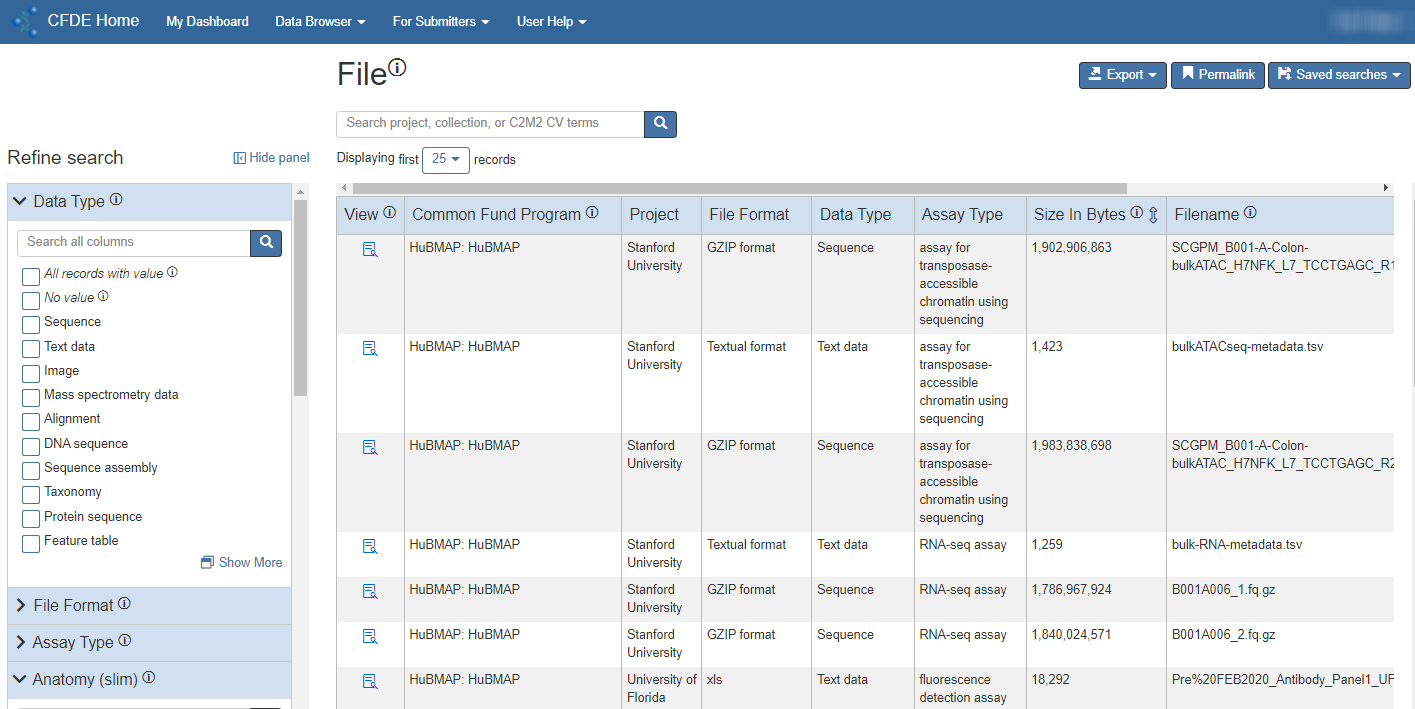 CFDE Home My Dashboard Data Browser For Submitters User Help
File
Export Permalink Saved searches
Search project, collection, or C2M2 CV terms
Refine search Hide panel
Displaying first 25 records
Data Type
Search all columns
All records with value
No value
Sequence
Text data
Image
Mass spectrometry data
Alignment
DNA sequence
Sequence assembly
Taxonomy
Protein sequence
Feature table
Show More
File Format
Assay Type
Anatomy (slim)
View Common Fund Program Project File Format Data Type Assay Type Size In Bytes Filename
HuBMAP: HuBMAP Stanford GZIP format Sequence assay for 1,902,906,863 SCGPM_B001-A-Colon-
University transposase- bulkATAC_H7NFK_L7_TCCTGAGC_R1
accessible
chromatin using
sequencing
HuBMAP: HuBMAP Stanford Textual format Text data assay for 1,423 bulkATACseq-metadata.tsv
University transposase-
accessible
chromatin using
sequencing
HuBMAP: HuBMAP Stanford GZIP format Sequence assay for 1,983,838,698 SCGPM_B001-A-Colon-
University transposase- bulkATAC_H7NFK_L7_TCCTGAGC_R2
accessible
chromatin using
sequencing
HuBMAP: HuBMAP Stanford Textual format Text data RNA-seq assay 1,259 bulk-RNA-metadata.tsv
University
HuBMAP: HuBMAP Stanford GZIP format Sequence RNA-seq assay 1,786,967,924 B001A006_1.fq.gz
University
HuBMAP: HuBMAP Stanford GZIP format Sequence RNA-seq assay 1,840,024,571 B001A006_2.fq.gz
University
HuBMAP: HuBMAP University of xls Text data fluorescence 18,292 Pre%20FEB2020_Antibody_Panel1_UF
Florida detection assay